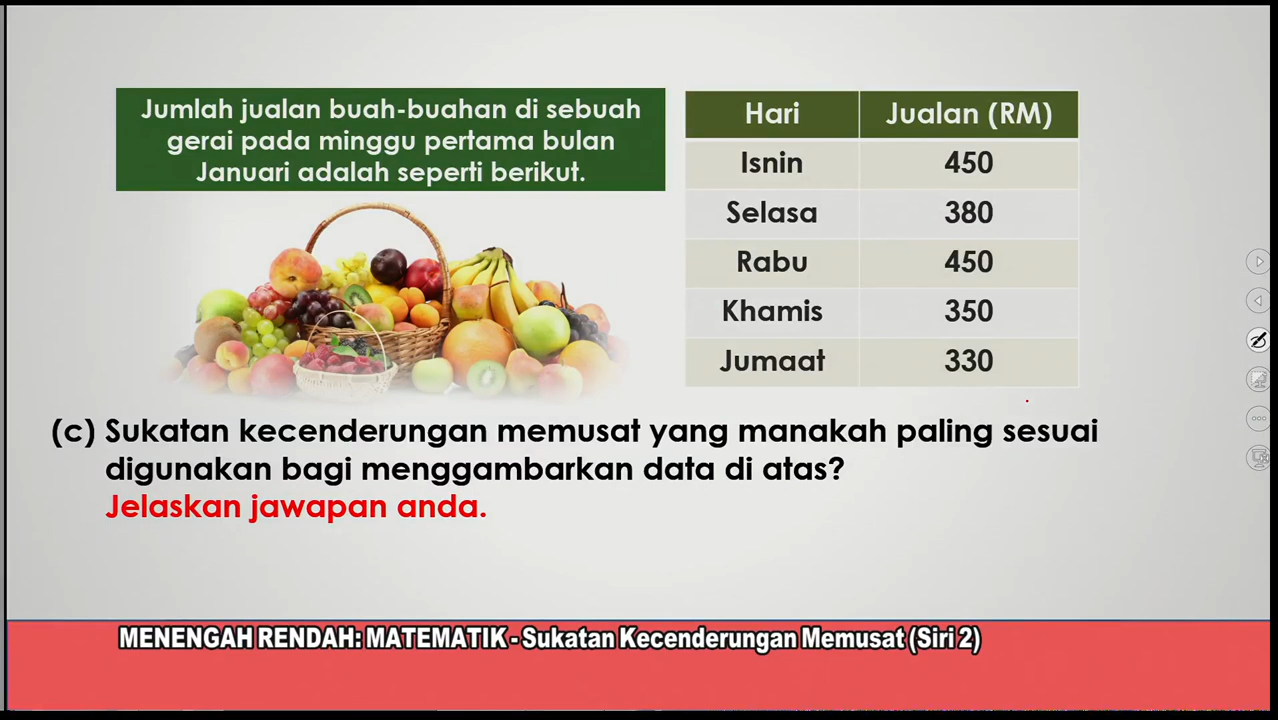 Jumlah jualan buah-buahan di sebuah
gerai pada minggu pertama bulan
Januari adalah seperti berikut.
Hari Jualan (RM)
Isnin 450
Selasa 380
Rabu 450
Khamis 350
Jumaat 330
(c) Sukatan kecenderungan memusat yang manakah paling sesuai
digunakan bagi menggambarkan data di atas?
Jelaskan jawapan anda.
MENENGAH RENDAH: MATEMATIK - Sukatan Kecenderungan Memusat (Siri 2)